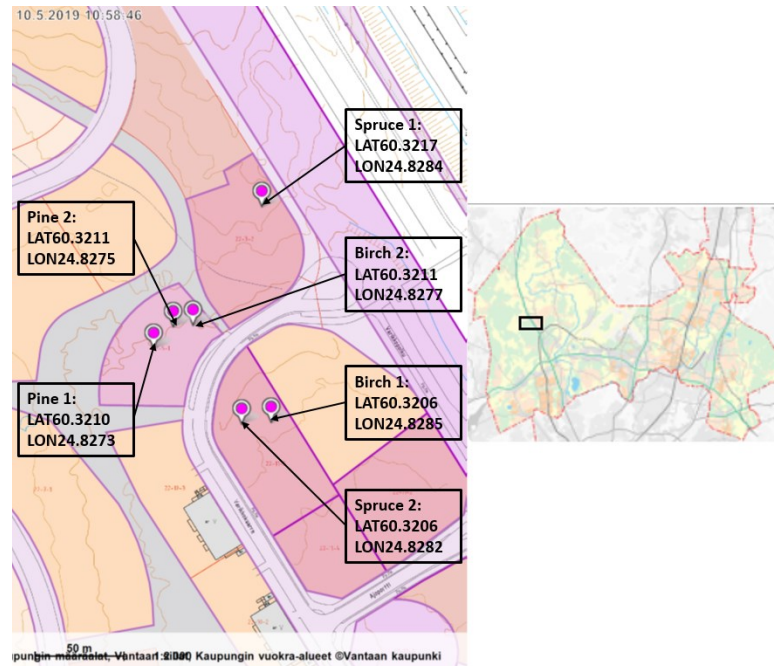 10.5.2019 10:58:46
Spruce 1:
LAT60.3217
LON24.8284
Pine 2:
LAT60.3211
LON24.8275
Birch 2:
LAT60.3211
LON24.8277
Pine 1:
LAT60.3210
LON24.8273
Birch 1:
LAT60.3206
LON24.8285
Spruce 2:
LAT60.3206
LON24.8282
50 m
Kaupungin vuokra-alueet ©Vantaan kaupunki